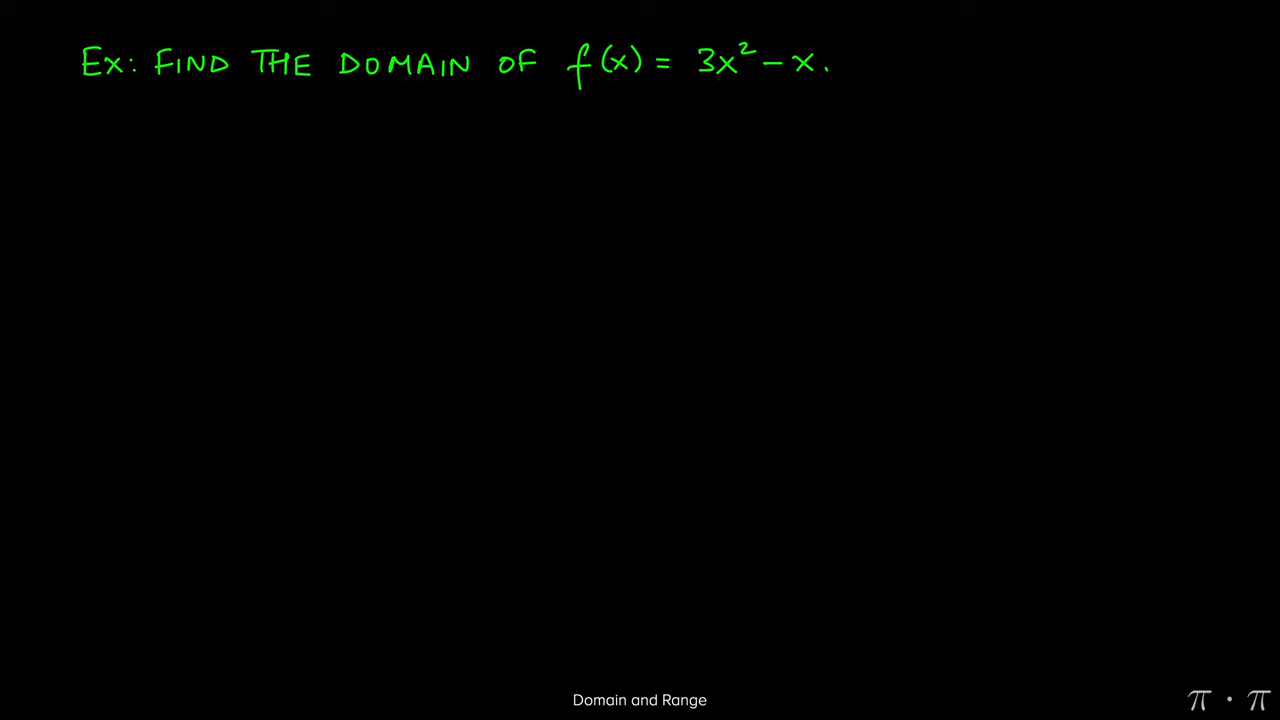 Ex: FIND THE DOMAIN OF f(x) = 3x² - x.
Domain and Range
π · π